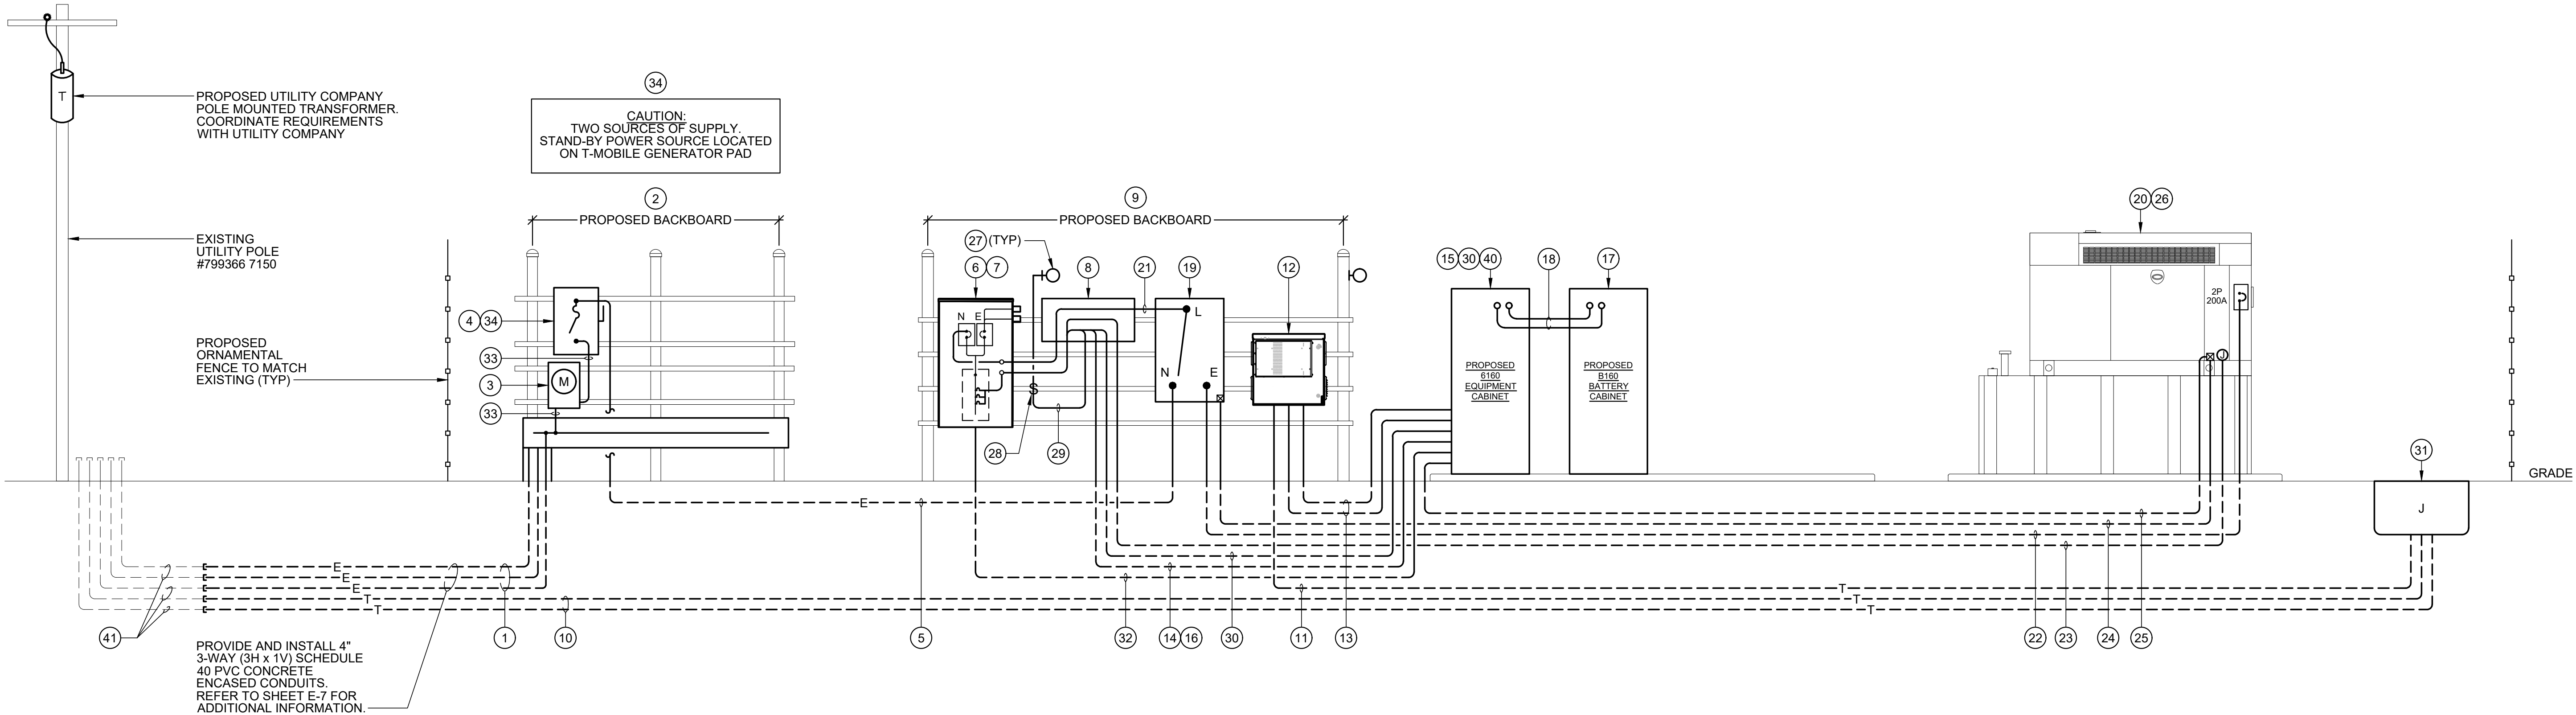 T
PROPOSED UTILITY COMPANY
POLE MOUNTED TRANSFORMER.
COORDINATE REQUIREMENTS
WITH UTILITY COMPANY
34
CAUTION:
TWO SOURCES OF SUPPLY.
STAND-BY POWER SOURCE LOCATED
ON T-MOBILE GENERATOR PAD
2
PROPOSED BACKBOARD
9
PROPOSED BACKBOARD
20 26
EXISTING
UTILITY POLE
#799366 7150
27 (TYP)
6 7
8
21
19
12
15 30 40
18
17
2P
200A
N E
L
4 34
33
3
M
33
PROPOSED
ORNAMENTAL
FENCE TO MATCH
EXISTING (TYP)
S
N E
PROPOSED
6160
EQUIPMENT
CABINET
PROPOSED
B160
BATTERY
CABINET
J
28
29
31
GRADE
J
E
E
E
E
T
T
T
T
T
41
1
10
5
32
14 16
30
11
13
22
23
24
25
PROVIDE AND INSTALL 4"
3-WAY (3H x 1V) SCHEDULE
40 PVC CONCRETE
ENCASED CONDUITS.
REFER TO SHEET E-7 FOR
ADDITIONAL INFORMATION.